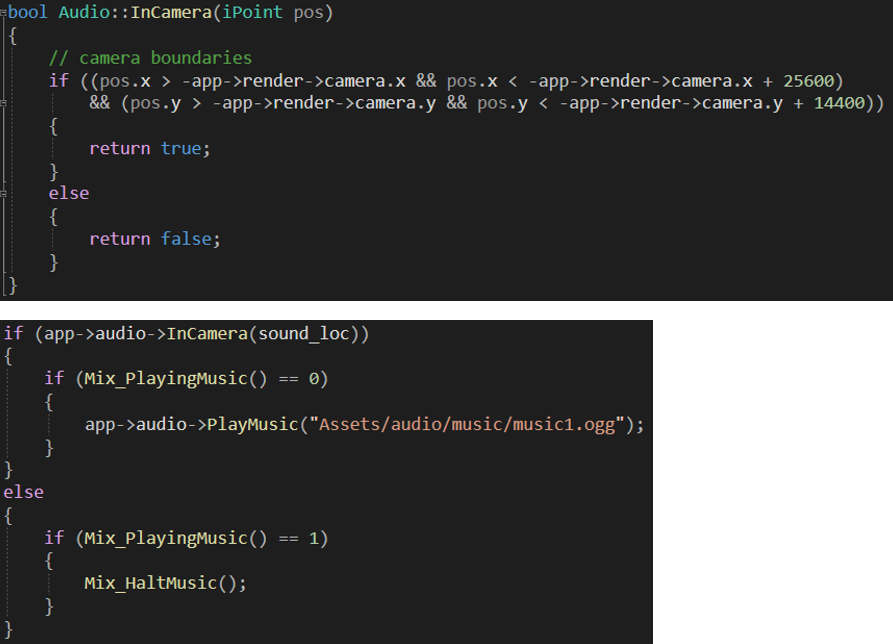 bool Audio::InCamera(iPoint pos)
{
    // camera boundaries
    if ((pos.x > -app->render->camera.x && pos.x < -app->render->camera.x + 25600)
        && (pos.y > -app->render->camera.y && pos.y < -app->render->camera.y + 14400))
    {
        return true;
    }
    else
    {
        return false;
    }
}
if (app->audio->InCamera(sound_loc))
{
    if (Mix_PlayingMusic() == 0)
    {
        app->audio->PlayMusic("Assets/audio/music/music1.ogg");
    }
}
else
{
    if (Mix_PlayingMusic() == 1)
    {
        Mix_HaltMusic();
    }
}